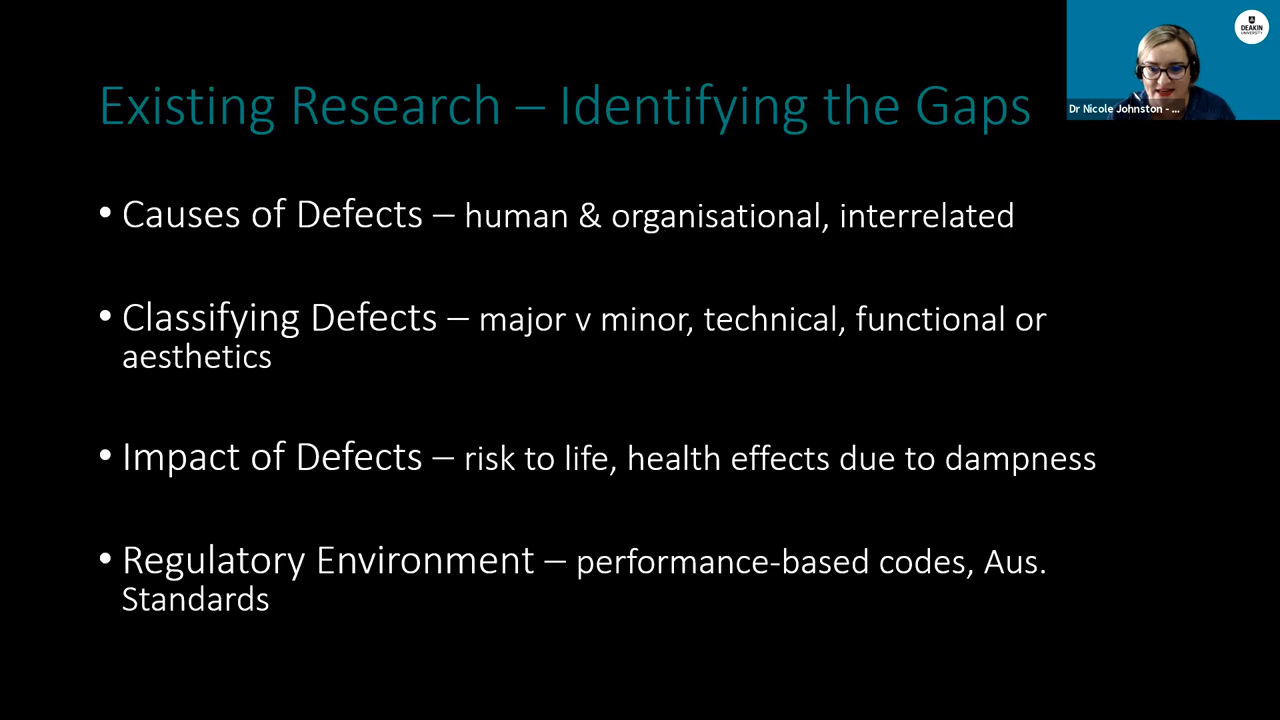 Existing Research – Identifying the Gaps
DEAKIN
UNIVERSITY
Dr Nicole Johnston - ...
• Causes of Defects – human & organisational, interrelated
• Classifying Defects – major v minor, technical, functional or
aesthetics
• Impact of Defects – risk to life, health effects due to dampness
• Regulatory Environment – performance-based codes, Aus.
Standards